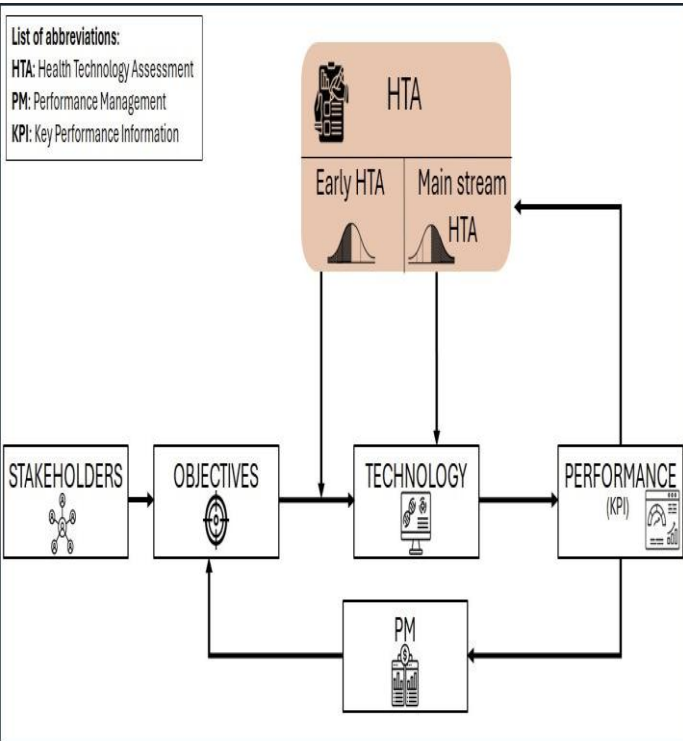 List of abbreviations:
HTA: Health Technology Assessment
PM: Performance Management
KPI: Key Performance Information
HTA
Early HTA
Main stream
HTA
STAKEHOLDERS
OBJECTIVES
TECHNOLOGY
PERFORMANCE
(KPI)
PM
$